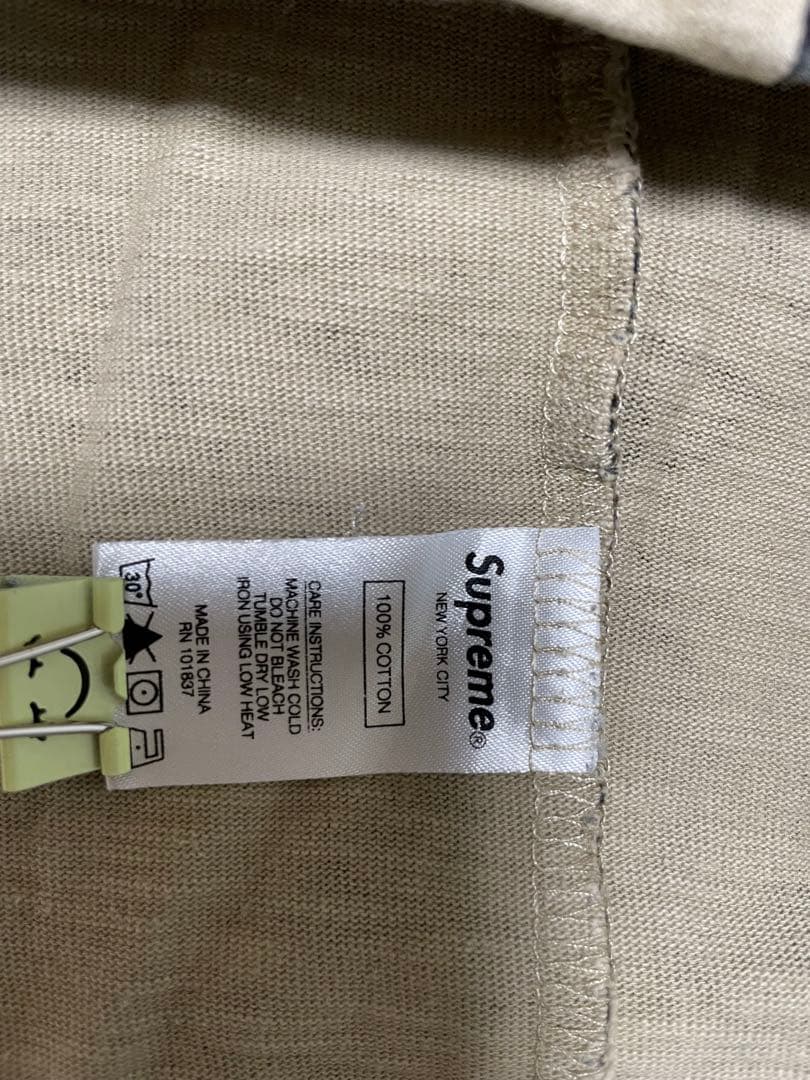 Supreme®
NEW YORK CITY
100% COTTON
CARE INSTRUCTIONS:
MACHINE WASH COLD
DO NOT BLEACH
TUMBLE DRY LOW
IRON USING LOW HEAT
MADE IN CHINA
RN 101837
30°